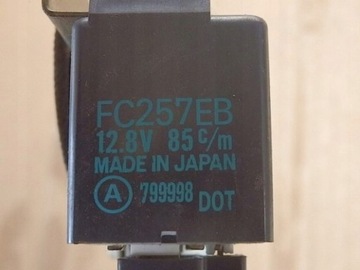 FC257EB
12.8V 85 c/m
MADE IN JAPAN
A 799998 DOT